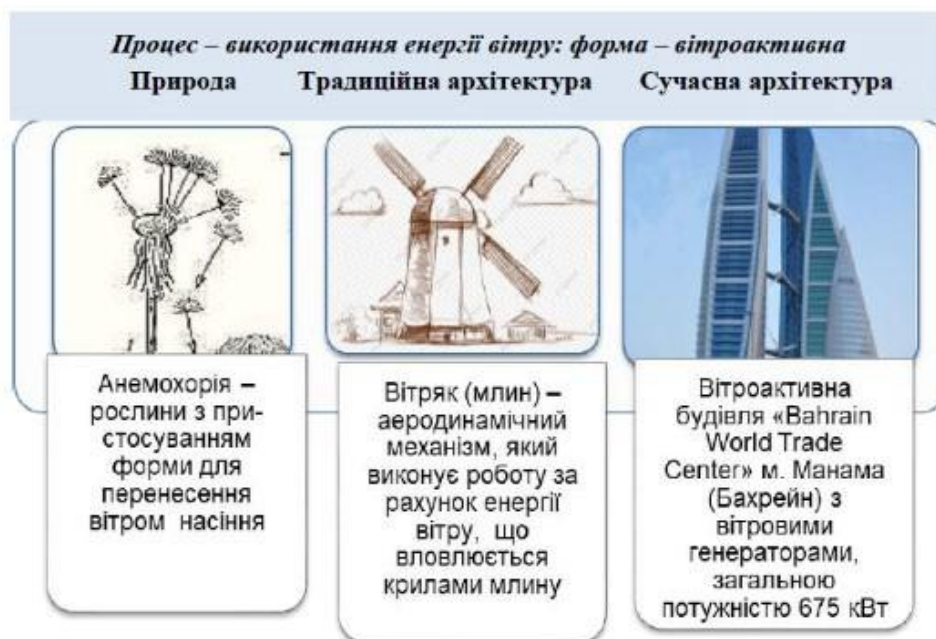 Процес – використання енергії вітру: форма – вітроактивна
Природа Традиційна архітектура Сучасна архітектура
Анемохорія –
рослини з при-
стосуванням
форми для
перенесення
вітром насіння
Вітряк (млин) –
аеродинамічний
механізм, який
виконує роботу за
рахунок енергії
вітру, що
вловлюється
крилами млину
Вітроактивна
будівля «Bahrain
World Trade
Center» м. Манама
(Бахрейн) з
вітровими
генераторами,
загальною
потужністю 675 кВт